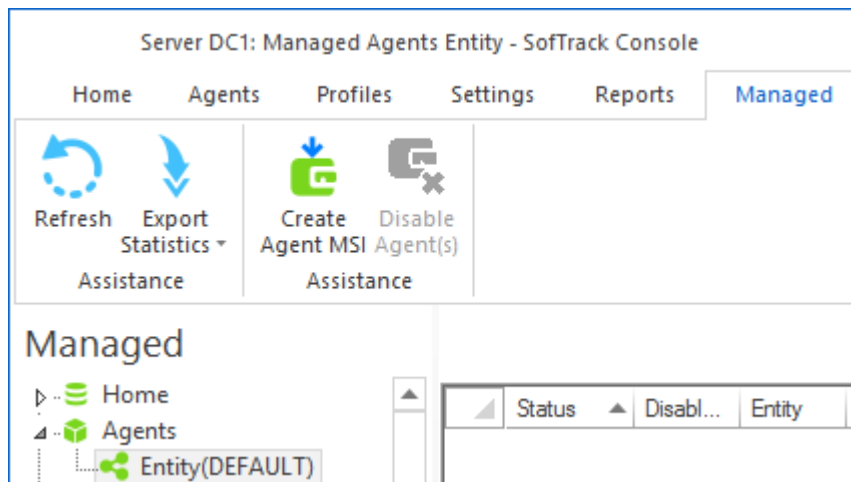 Server DC1: Managed Agents Entity - SofTrack Console
Home Agents Profiles Settings Reports Managed
Refresh Export Create Disable
Statistics Agent MSI Agent(s)
Assistance Assistance
Managed
Home
Status Disabl... Entity
Agents
Entity(DEFAULT)